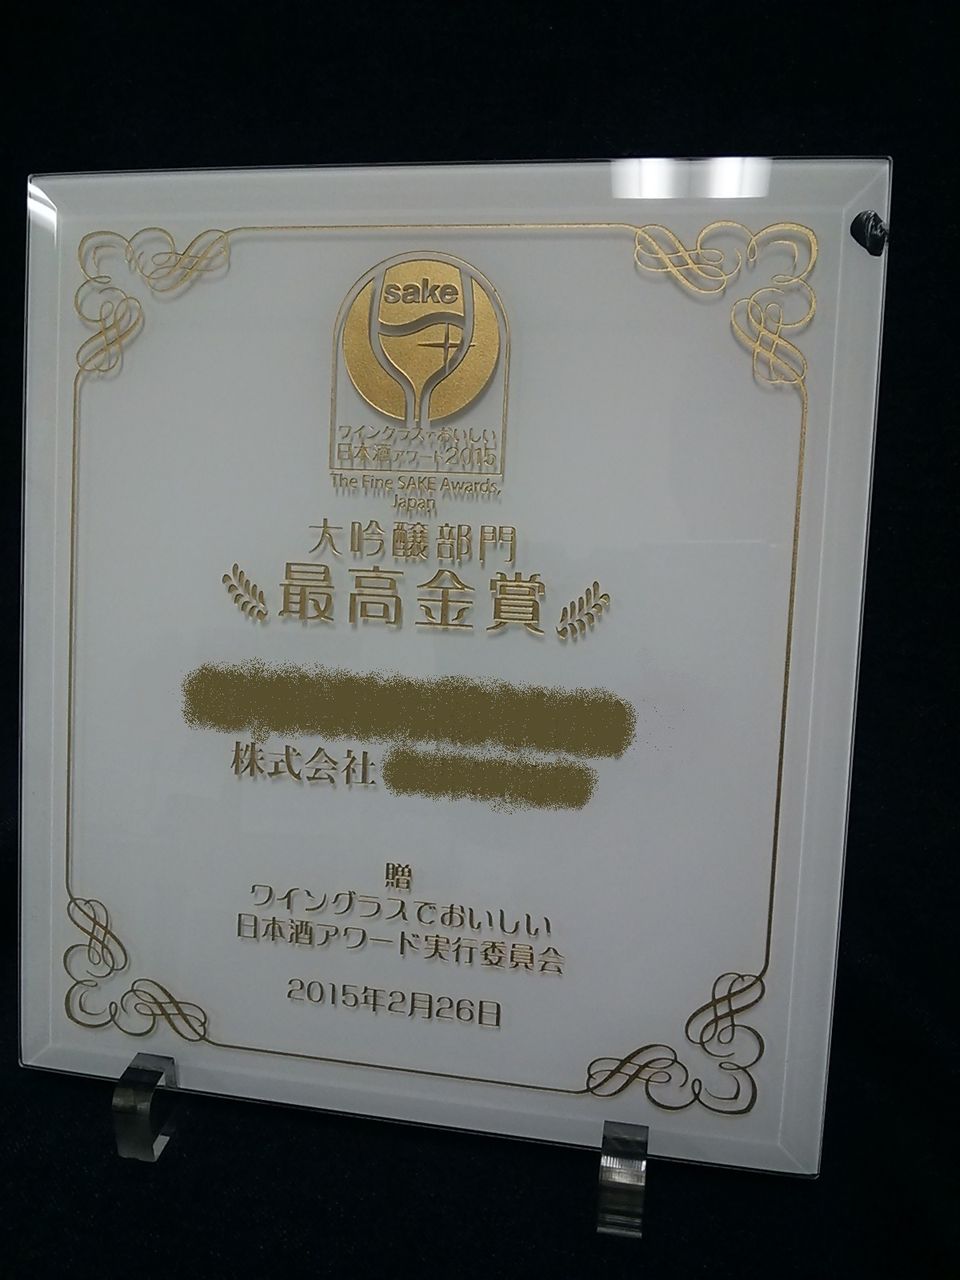 sake
ワイングラスでおいしい
日本酒アワード2015
The Fine SAKE Awards,
Japan
大吟醸部門
最高金賞
株式会社
贈
ワイングラスでおいしい
日本酒アワード実行委員会
2015年2月26日